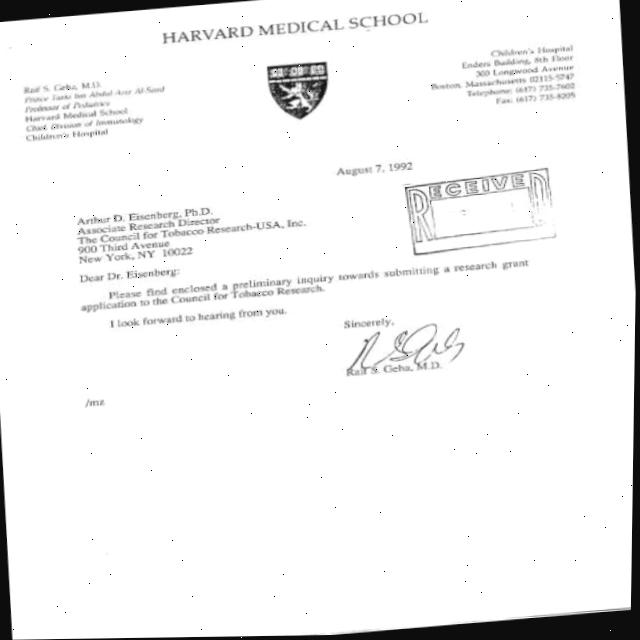 HARVARD MEDICAL SCHOOL
Raif S. Geha, M.D.
Prince Turki bin Abdul Aziz Al-Saud
Professor of Pediatrics
Harvard Medical School
Chief, Division of Immunology
Children's Hospital
Children's Hospital
Enders Building, 8th Floor
300 Longwood Avenue
Boston, Massachusetts 02115-5747
Telephone: (617) 735-7602
Fax: (617) 735-8205
August 7, 1992
RECEIVED
Arthur D. Eisenberg, Ph.D.
Associate Research Director
The Council for Tobacco Research-USA, Inc.
900 Third Avenue
New York, NY 10022
Dear Dr. Eisenberg:
Please find enclosed a preliminary inquiry towards submitting a research grant
application to the Council for Tobacco Research.
I look forward to hearing from you.
Sincerely,
Raif S. Geha, M.D.
/mz